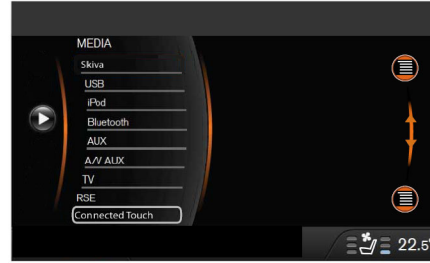 MEDIA
Skiva
USB
iPod
Bluetooth
AUX
A/V AUX
TV
RSE
Connected Touch
22.5°